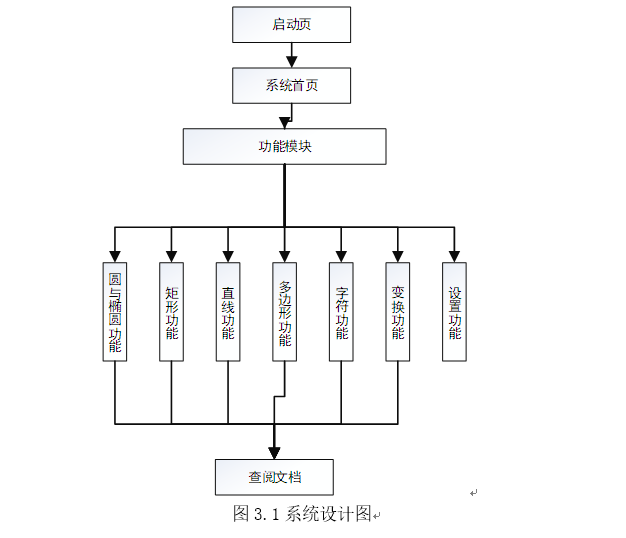 启动页
系统首页
功能模块
圆与椭圆功能
矩形功能
直线功能
多边形功能
字符功能
变换功能
设置功能
查阅文档
图 3.1 系统设计图